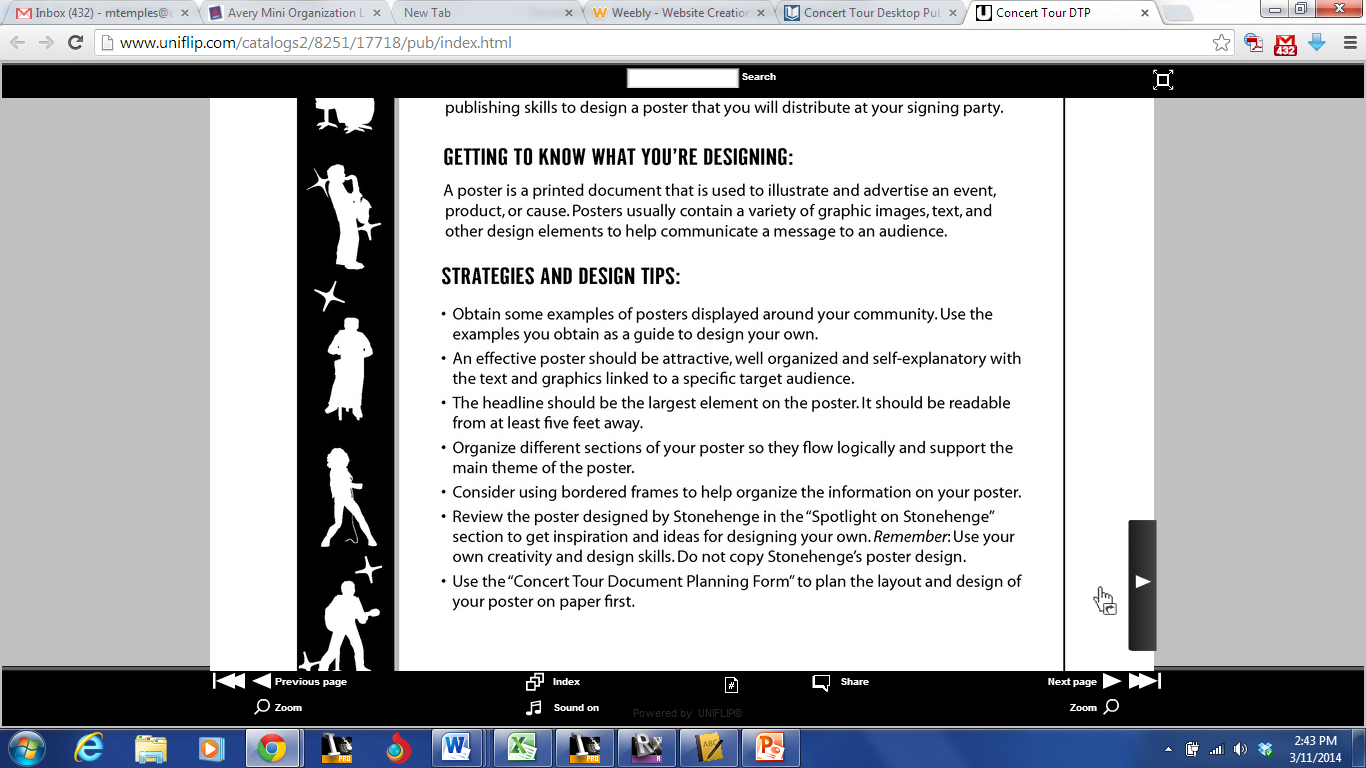 Inbox (432) - mtemples@
Avery Mini Organization L
New Tab
Weebly - Website Creation
Concert Tour Desktop Pub
Concert Tour DTP
www.uniflip.com/catalogs2/8251/17718/pub/index.html
432
Search
publishing skills to design a poster that you will distribute at your signing party.
GETTING TO KNOW WHAT YOU'RE DESIGNING:
A poster is a printed document that is used to illustrate and advertise an event,
product, or cause. Posters usually contain a variety of graphic images, text, and
other design elements to help communicate a message to an audience.
STRATEGIES AND DESIGN TIPS:
• Obtain some examples of posters displayed around your community. Use the
examples you obtain as a guide to design your own.
• An effective poster should be attractive, well organized and self-explanatory with
the text and graphics linked to a specific target audience.
• The headline should be the largest element on the poster. It should be readable
from at least five feet away.
• Organize different sections of your poster so they flow logically and support the
main theme of the poster.
• Consider using bordered frames to help organize the information on your poster.
• Review the poster designed by Stonehenge in the “Spotlight on Stonehenge”
section to get inspiration and ideas for designing your own. Remember: Use your
own creativity and design skills. Do not copy Stonehenge's poster design.
• Use the “Concert Tour Document Planning Form” to plan the layout and design of
your poster on paper first.
Previous page
Index
#
Share
Next page
Zoom
Sound on
Powered by UNIFLIP®
Zoom
PRO
PRO
2:43 PM
3/11/2014